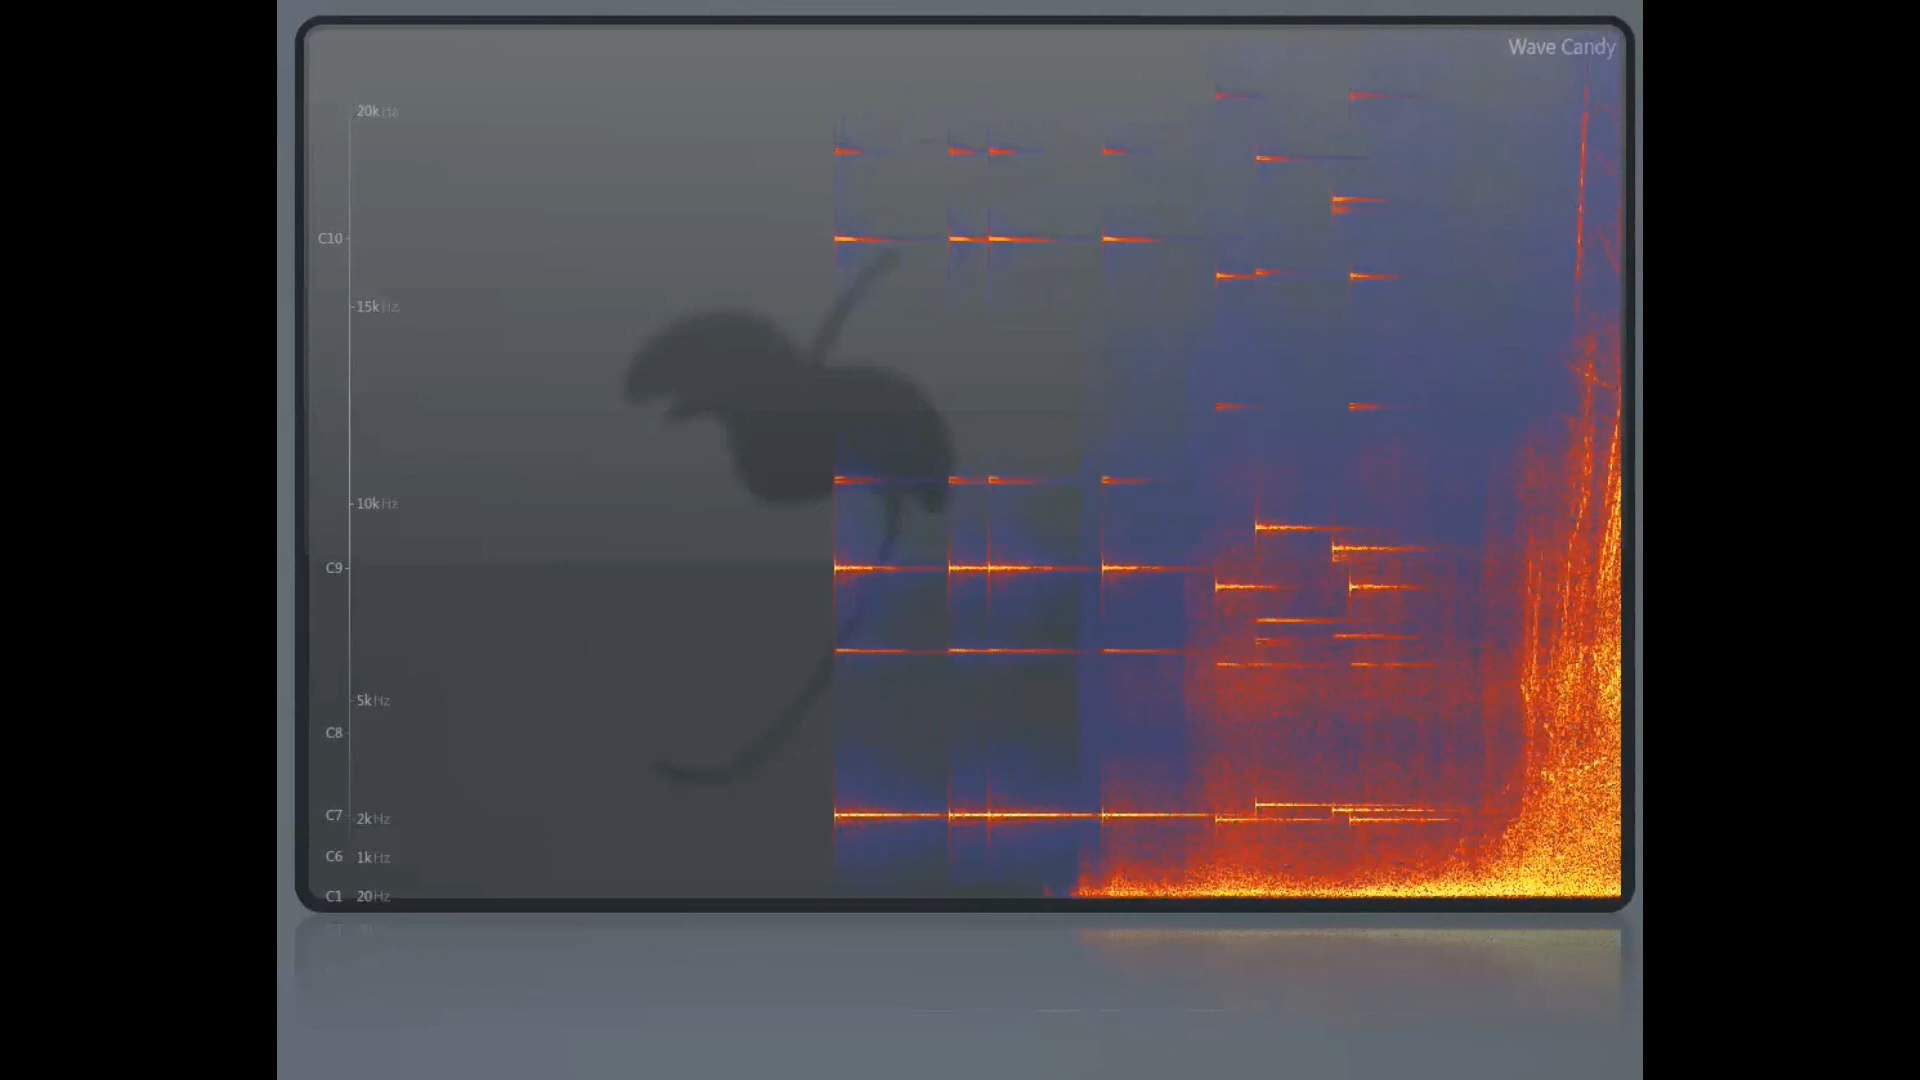 Wave Candy
20kHz
C10
15kHz
10kHz
C9
5kHz
C8
C7 2kHz
C6 1kHz
C1 20Hz